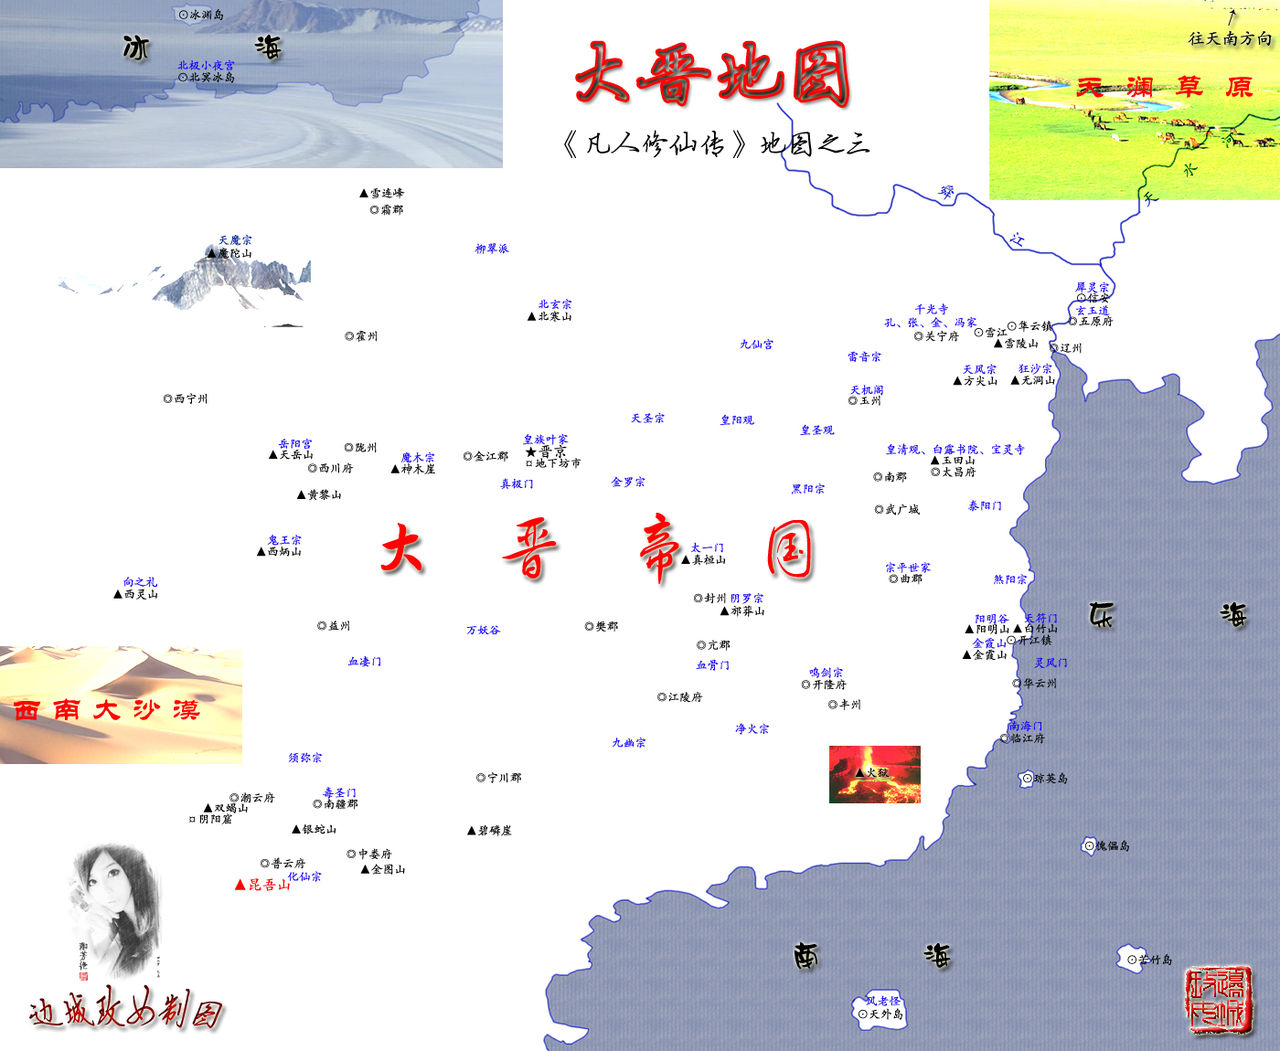 ⊙冰渊岛
冰 海
北极小夜宫
⊙北冥冰岛
大晋地图
《凡人修仙传》地图之三
往天南方向
天澜草原
天 水 河
江
▲雪连峰
◎霜郡
天魔宗
▲魔陀山
柳翠派
北玄宗
▲北寒山
◎霍州
九仙宫
千光寺
孔、张、金、冯家
◎关宁府
⊙雪江
⊙华云镇
▲雪陵山
犀灵宗
⊙信安
玄玉道
◎五原府
◎辽州
雷音宗
天风宗
▲方尖山
狂沙宗
▲无洞山
天机阁
◎玉州
◎西宁州
天圣宗
皇阳观
皇圣观
岳阳宫
▲天岳山
◎陇州
◎西川府
魔木宗
▲神木崖
◎金江郡
皇族叶家
★晋京
¤地下坊市
真极门
金罗宗
黑阳宗
皇清观、白露书院、宝灵寺
▲玉田山
◎太昌府
◎南郡
▲黄黎山
◎武广城
泰阳门
大晋帝国
鬼王宗
▲西炳山
太一门
▲真桓山
宗平世家
◎曲郡
煞阳宗
向之礼
▲西灵山
◎封州
阴罗宗
▲邙莽山
◎益州
万妖谷
◎樊郡
阳明谷
▲阳明山
天符门
▲白竹山
金霞山
⊙开江镇
▲金霞山
东 海
◎亢郡
血骨门
血凄门
灵风门
鸣剑宗
◎开隆府
◎华云州
◎江陵府
◎丰州
西南大沙漠
净火宗
九幽宗
南海门
◎临江府
须弥宗
▲火狱
◎宁川郡
⊙琼英岛
◎潮云府
▲双蝎山
¤阴阳窟
毒圣门
◎南疆郡
▲银蛇山
▲碧磷崖
⊙傀儡岛
◎中娄府
▲金图山
◎普云府
化仙宗
▲昆吾山
南 海
⊙苦竹岛
风老怪
⊙天外岛
边城玫女制图